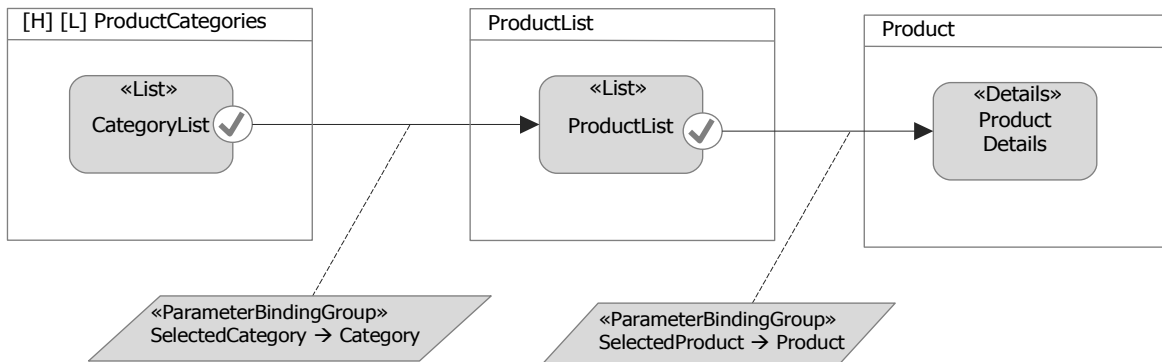 [H] [L] ProductCategories
«List»
CategoryList
ProductList
«List»
ProductList
Product
«Details»
Product
Details
«ParameterBindingGroup»
SelectedCategory → Category
«ParameterBindingGroup»
SelectedProduct → Product